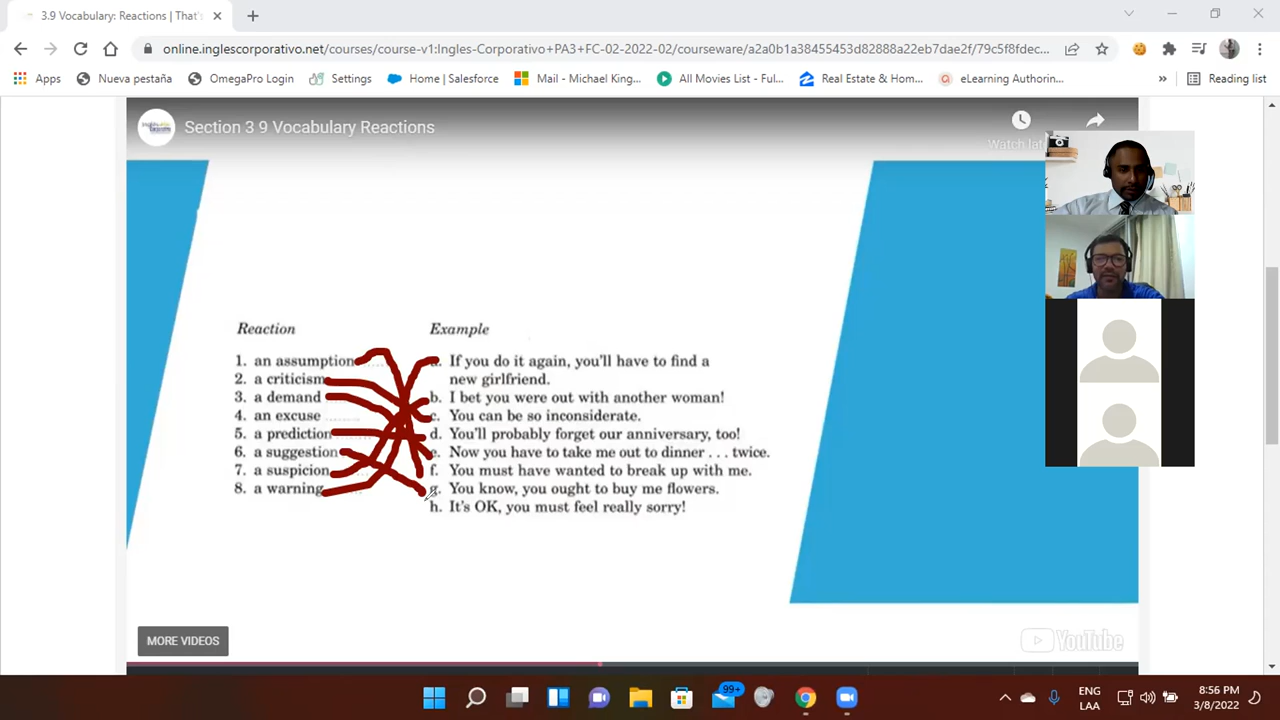 3.9 Vocabulary: Reactions | That's
online.inglescorporativo.net/courses/course-v1:Ingles-Corporativo+PA3+FC-02-2022-02/courseware/a2a0b1a38455453d82888a22eb7dae2f/79c5f8fdec...
Apps Nueva pestaña OmegaPro Login Settings Home | Salesforce Mail - Michael King... All Movies List - Ful... Real Estate & Hom... eLearning Authorin... » Reading list
Section 3 9 Vocabulary Reactions
Watch lat
Reaction Example
1. an assumption a. If you do it again, you'll have to find a
2. a criticism new girlfriend.
3. a demand b. I bet you were out with another woman!
4. an excuse c. You can be so inconsiderate.
5. a prediction d. You'll probably forget our anniversary, too!
6. a suggestion e. Now you have to take me out to dinner . . . twice.
7. a suspicion f. You must have wanted to break up with me.
8. a warning g. You know, you ought to buy me flowers.
h. It's OK, you must feel really sorry!
MORE VIDEOS
YouTube
99+
ENG 8:56 PM
LAA 3/8/2022